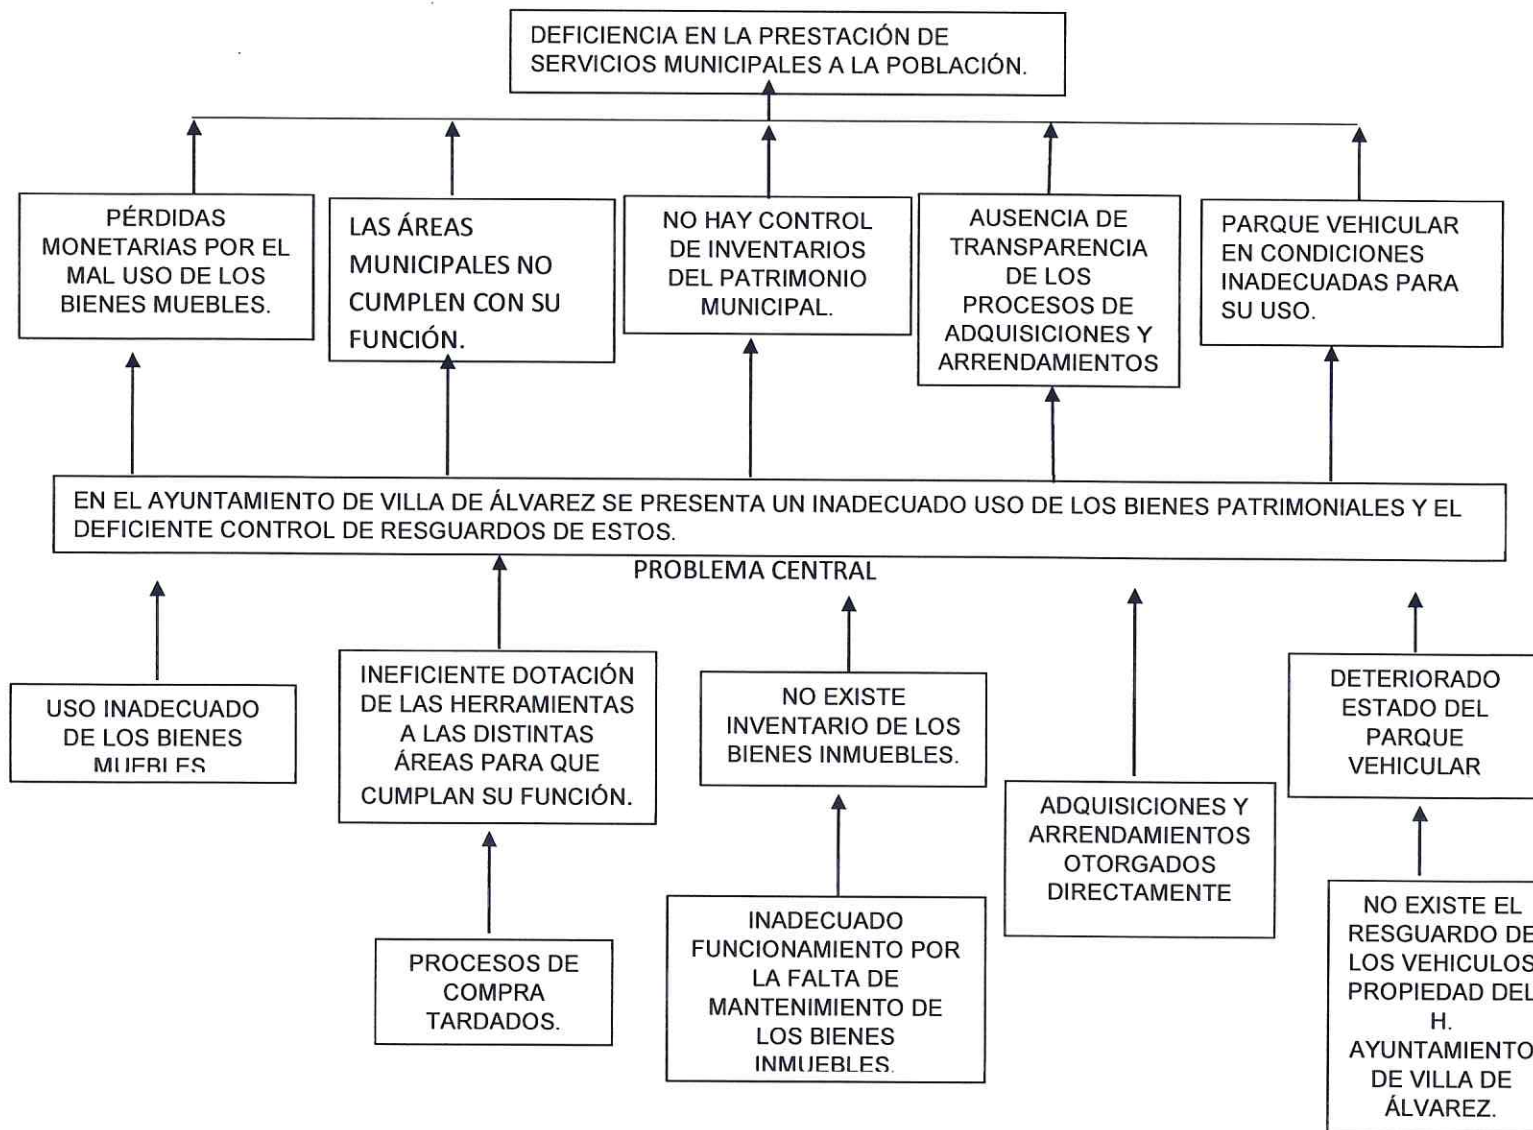 DEFICIENCIA EN LA PRESTACIÓN DE
SERVICIOS MUNICIPALES A LA POBLACIÓN.
PÉRDIDAS
MONETARIAS POR EL
MAL USO DE LOS
BIENES MUEBLES.
LAS ÁREAS
MUNICIPALES NO
CUMPLEN CON SU
FUNCIÓN.
NO HAY CONTROL
DE INVENTARIOS
DEL PATRIMONIO
MUNICIPAL.
AUSENCIA DE
TRANSPARENCIA
DE LOS
PROCESOS DE
ADQUISICIONES Y
ARRENDAMIENTOS
PARQUE VEHICULAR
EN CONDICIONES
INADECUADAS PARA
SU USO.
EN EL AYUNTAMIENTO DE VILLA DE ÁLVAREZ SE PRESENTA UN INADECUADO USO DE LOS BIENES PATRIMONIALES Y EL
DEFICIENTE CONTROL DE RESGUARDOS DE ESTOS.
PROBLEMA CENTRAL
USO INADECUADO
DE LOS BIENES
MUEBLES
INEFICIENTE DOTACIÓN
DE LAS HERRAMIENTAS
A LAS DISTINTAS
ÁREAS PARA QUE
CUMPLAN SU FUNCIÓN.
NO EXISTE
INVENTARIO DE LOS
BIENES INMUEBLES.
ADQUISICIONES Y
ARRENDAMIENTOS
OTORGADOS
DIRECTAMENTE
DETERIORADO
ESTADO DEL
PARQUE
VEHICULAR
PROCESOS DE
COMPRA
TARDADOS.
INADECUADO
FUNCIONAMIENTO POR
LA FALTA DE
MANTENIMIENTO DE
LOS BIENES
INMUEBLES.
NO EXISTE EL
RESGUARDO DE
LOS VEHICULOS
PROPIEDAD DEL
H.
AYUNTAMIENTO
DE VILLA DE
ÁLVAREZ.